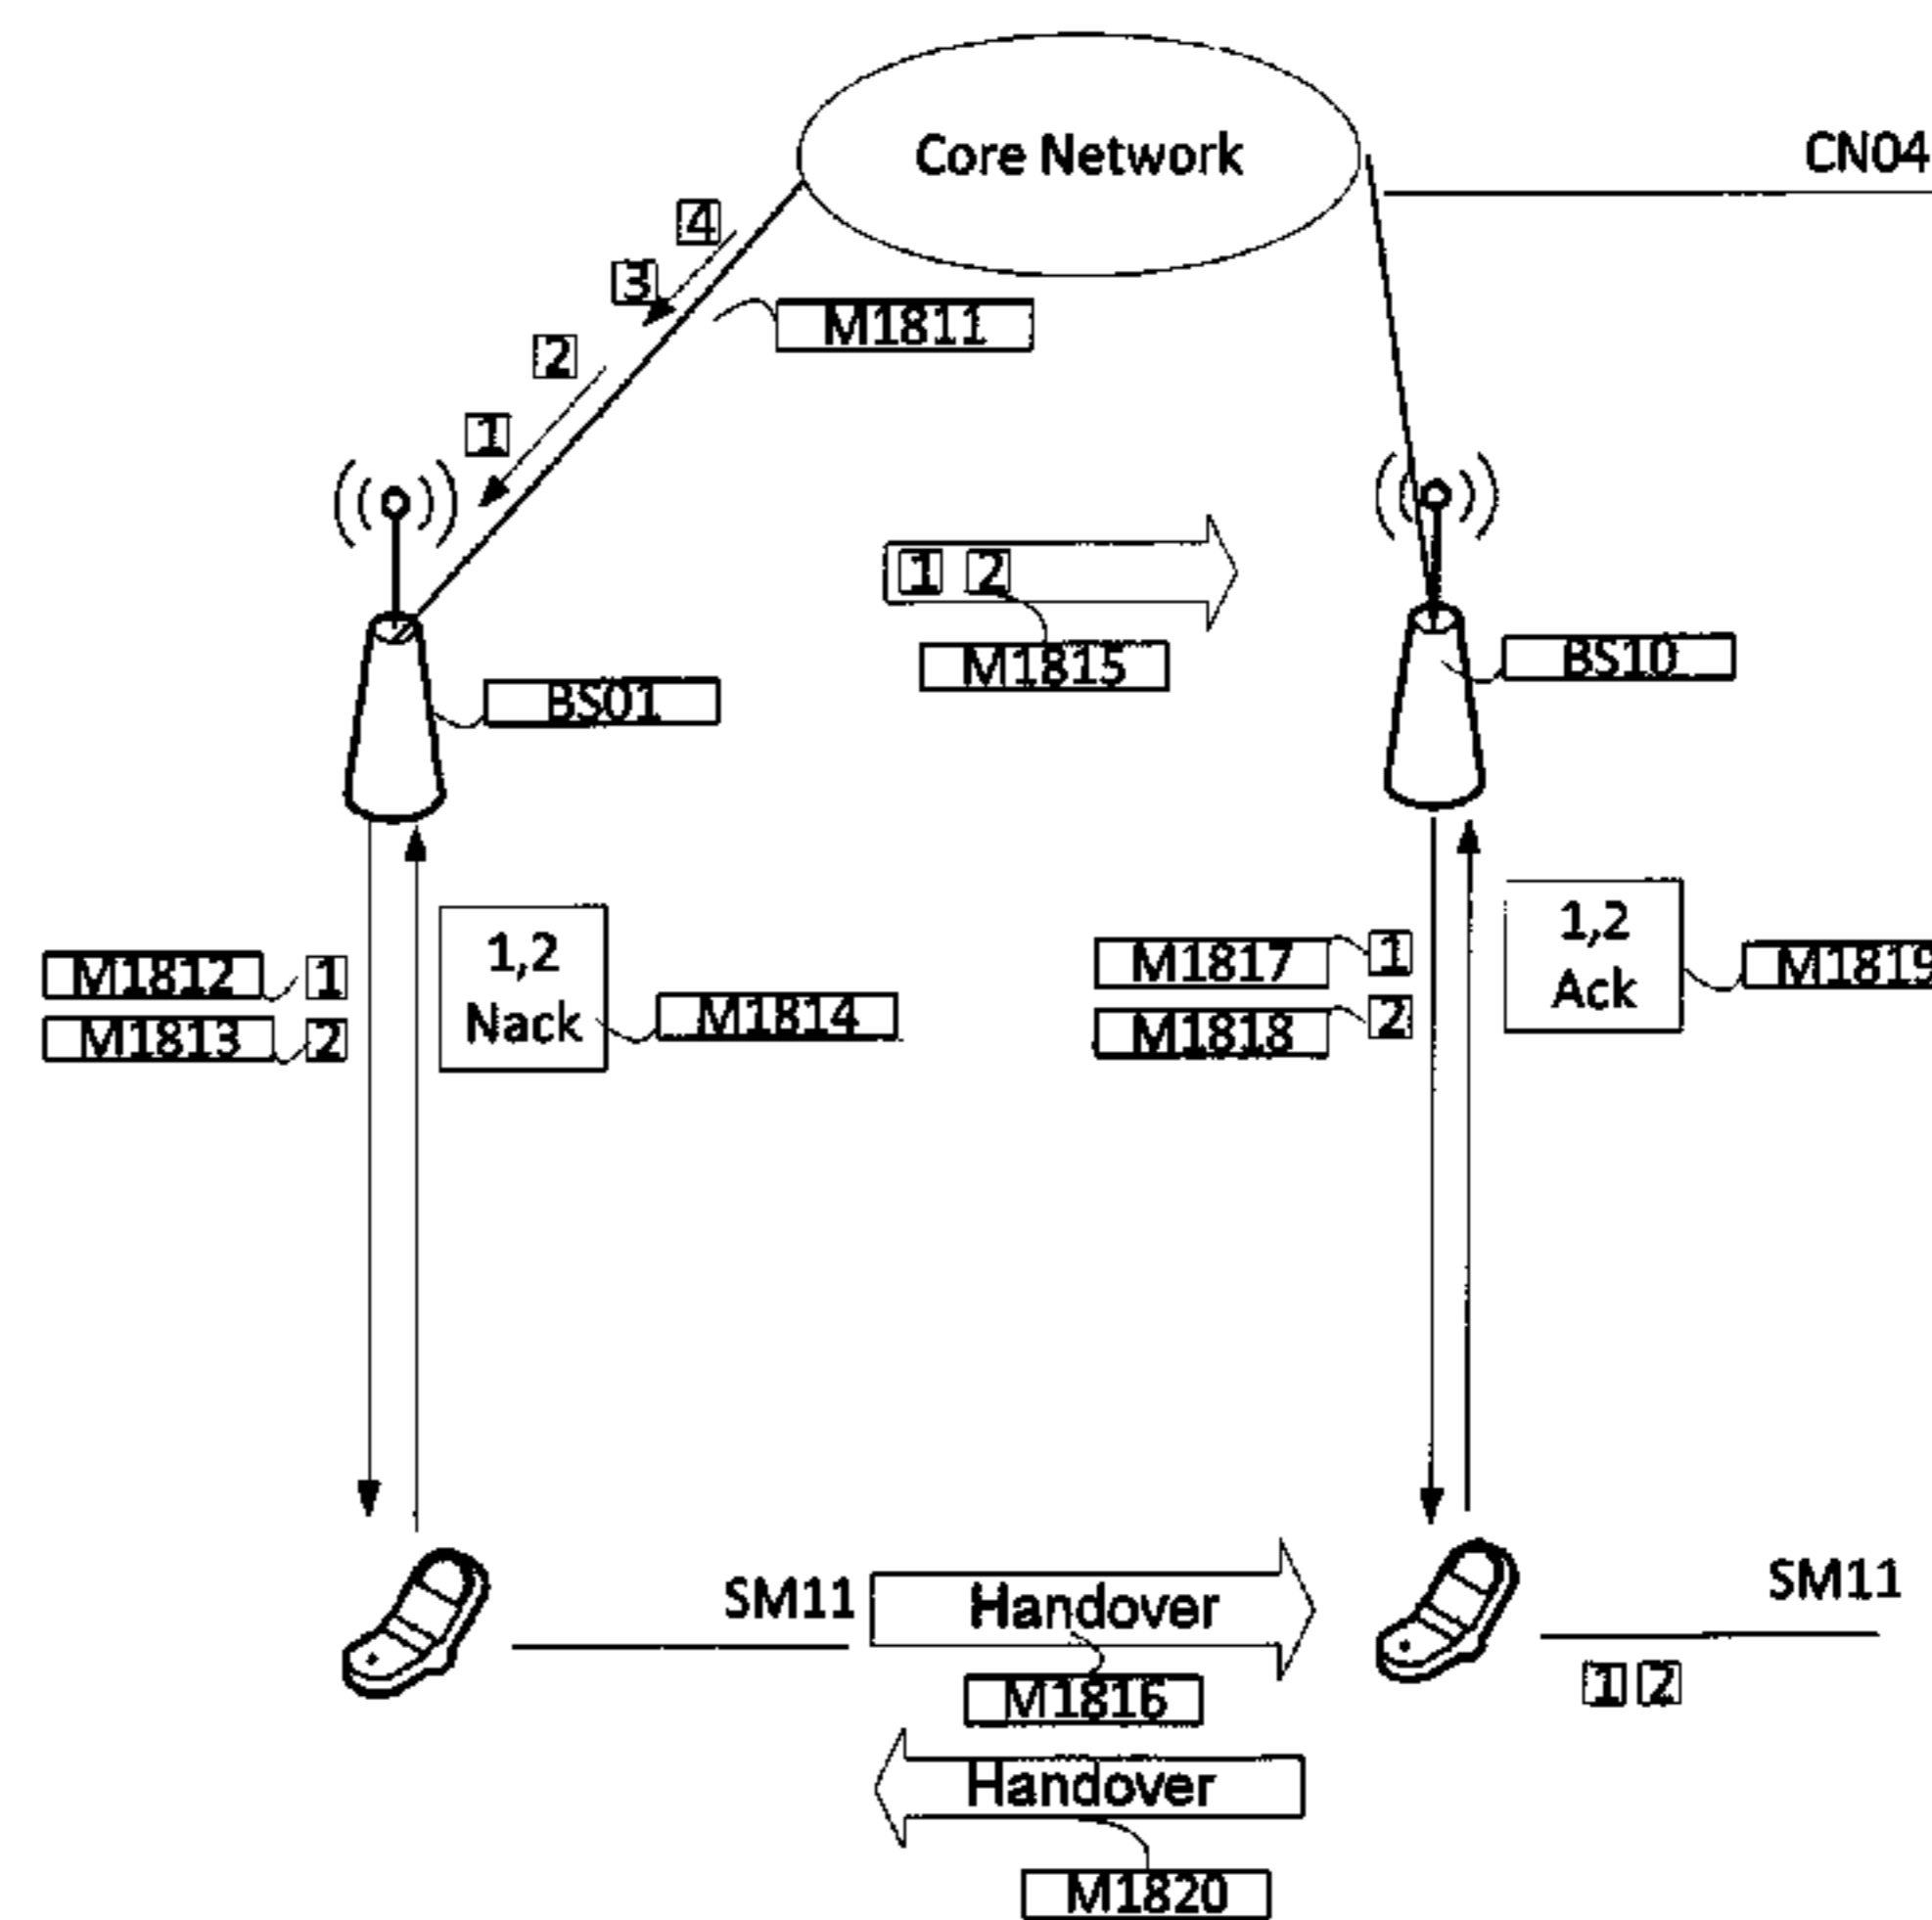 Core Network
CN04
4
3
M1811
2
1
1 2
M1815
BS10
BS01
1,2
Nack
M1812
1
M1813
2
M1814
M1817
1
M1818
2
1,2
Ack
M1819
SM11
Handover
SM11
M1816
1 2
Handover
M1820